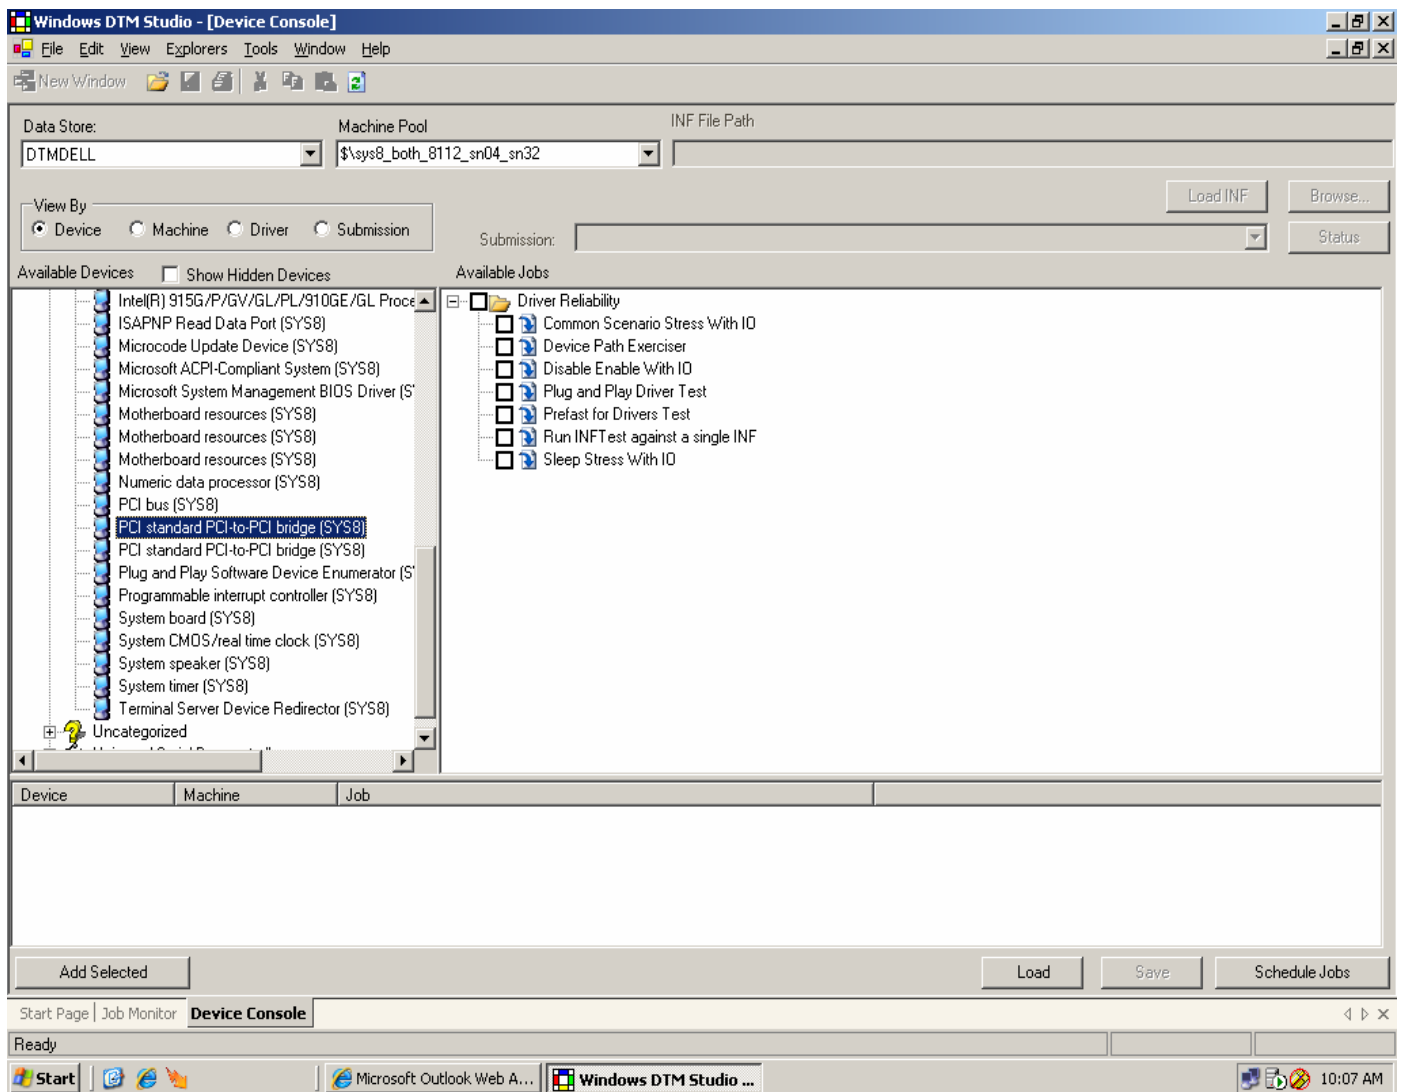 Windows DTM Studio - [Device Console]
File Edit View Explorers Tools Window Help
New Window
Data Store: Machine Pool INF File Path
DTMDELL $\sys8_both_8112_sn04_sn32
Load INF Browse...
View By
Device Machine Driver Submission
Submission: Status
Available Devices Show Hidden Devices Available Jobs
Intel(R) 915G/P/GV/GL/PL/910GE/GL Proce
ISAPNP Read Data Port (SYS8)
Microcode Update Device (SYS8)
Microsoft ACPI-Compliant System (SYS8)
Microsoft System Management BIOS Driver (S
Motherboard resources (SYS8)
Motherboard resources (SYS8)
Motherboard resources (SYS8)
Numeric data processor (SYS8)
PCI bus (SYS8)
PCI standard PCI-to-PCI bridge (SYS8)
PCI standard PCI-to-PCI bridge (SYS8)
Plug and Play Software Device Enumerator (S
Programmable interrupt controller (SYS8)
System board (SYS8)
System CMOS/real time clock (SYS8)
System speaker (SYS8)
System timer (SYS8)
Terminal Server Device Redirector (SYS8)
Uncategorized
Driver Reliability
Common Scenario Stress With IO
Device Path Exerciser
Disable Enable With IO
Plug and Play Driver Test
Prefast for Drivers Test
Run INFTest against a single INF
Sleep Stress With IO
Device Machine Job
Add Selected Load Save Schedule Jobs
Start Page Job Monitor Device Console
Ready
Start Microsoft Outlook Web A... Windows DTM Studio ... 10:07 AM